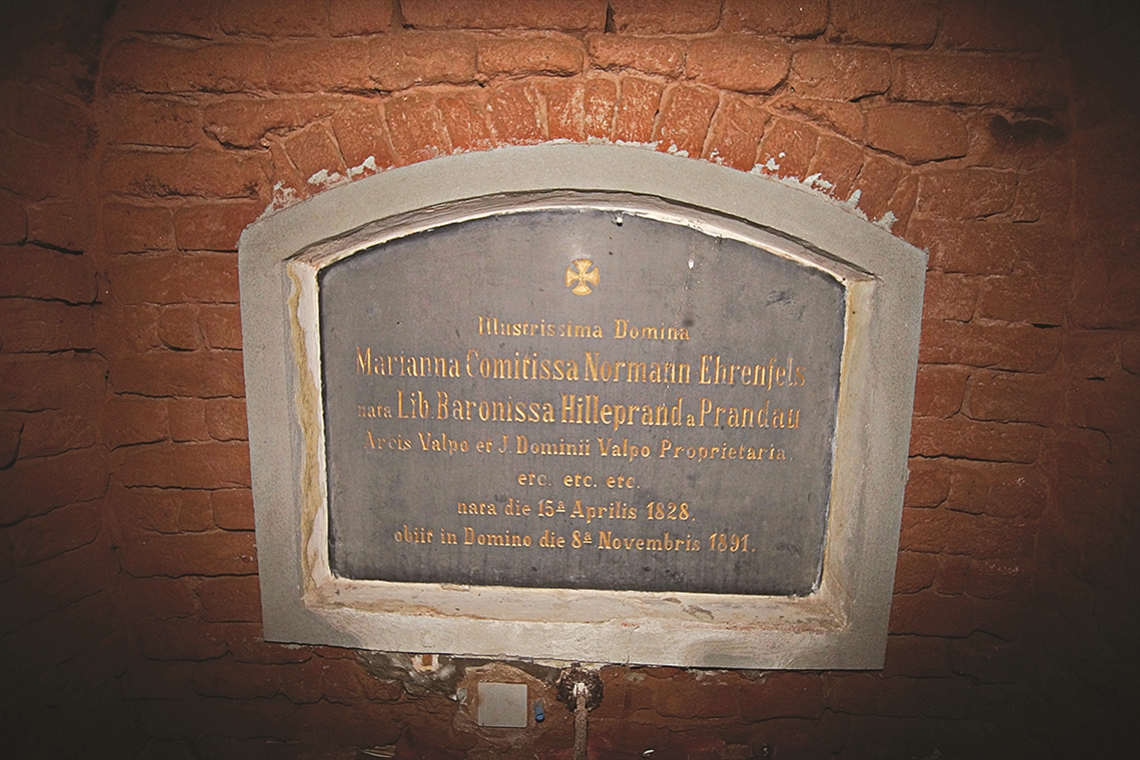 Illustrissima Domina
Marianna Comitissa Normann Ehrenfels
nata Lib. Baronissa Hilleprand a Prandau
Arcis Valpo et J. Dominii Valpo Proprietaria.
etc. etc. etc.
nata die 15ª Aprilis 1828.
obiit in Domino die 8ª Novembris 1891.